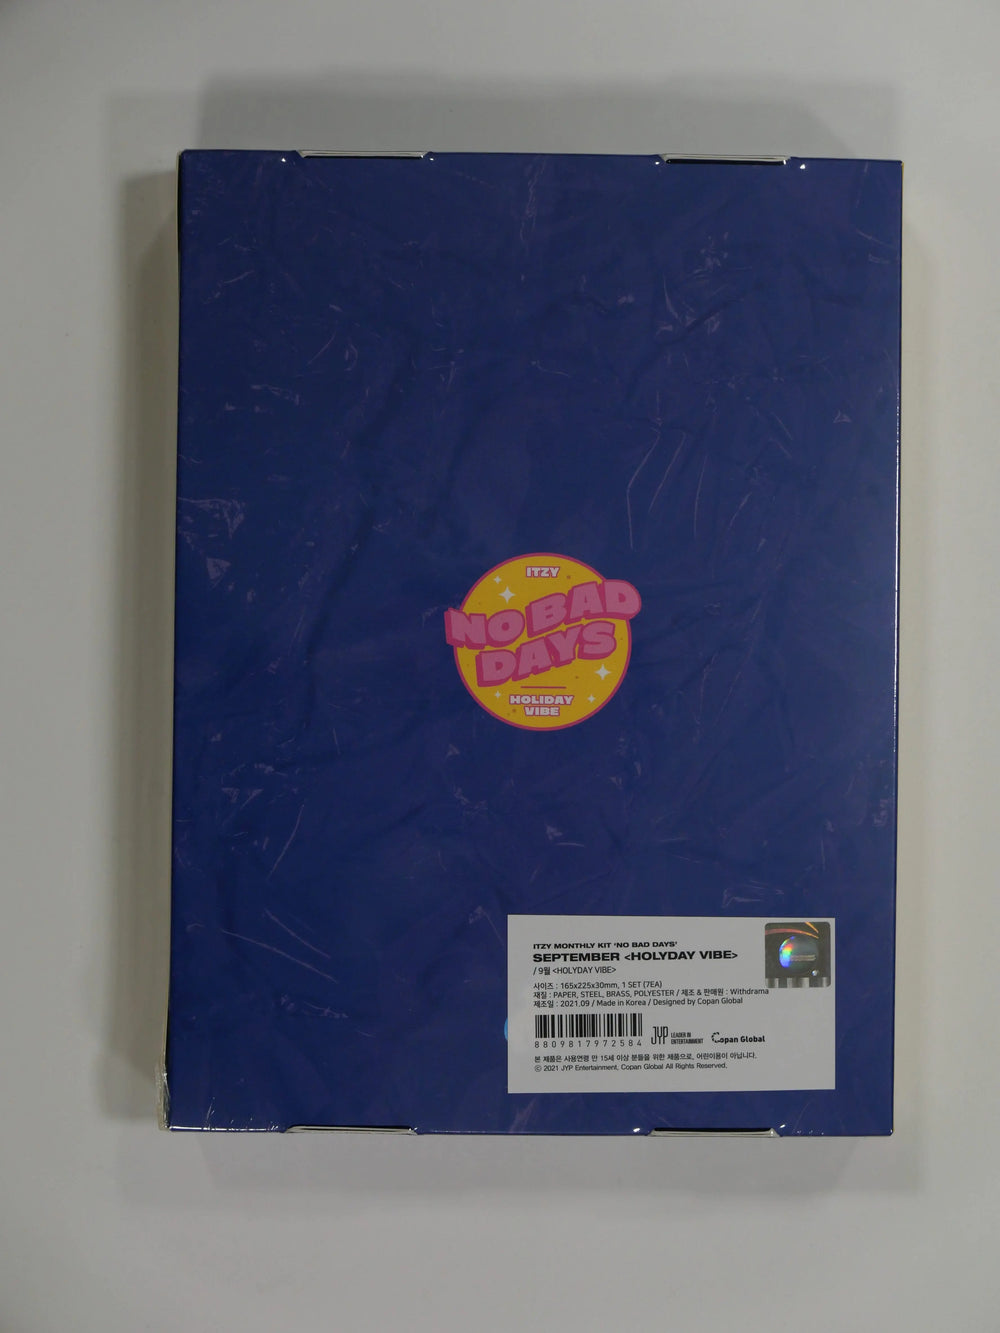 ITZY
NO BAD
DAYS
HOLIDAY
VIBE
ITZY MONTHLY KIT 'NO BAD DAYS'
SEPTEMBER <HOLYDAY VIBE>
/ 9월 <HOLYDAY VIBE>
사이즈 : 165x225x30mm, 1 SET (7EA)
재질 : PAPER, STEEL, BRASS, POLYESTER / 제조 & 판매원 : Withdrama
제조일 : 2021.09 / Made in Korea / Designed by Copan Global
8809817972584
JYP LEADER IN
ENTERTAINMENT
Copan Global
본 제품은 사용연령 만 15세 이상 분들을 위한 제품으로, 어린이용이 아닙니다.
ⓒ 2021 JYP Entertainment, Copan Global All Rights Reserved.